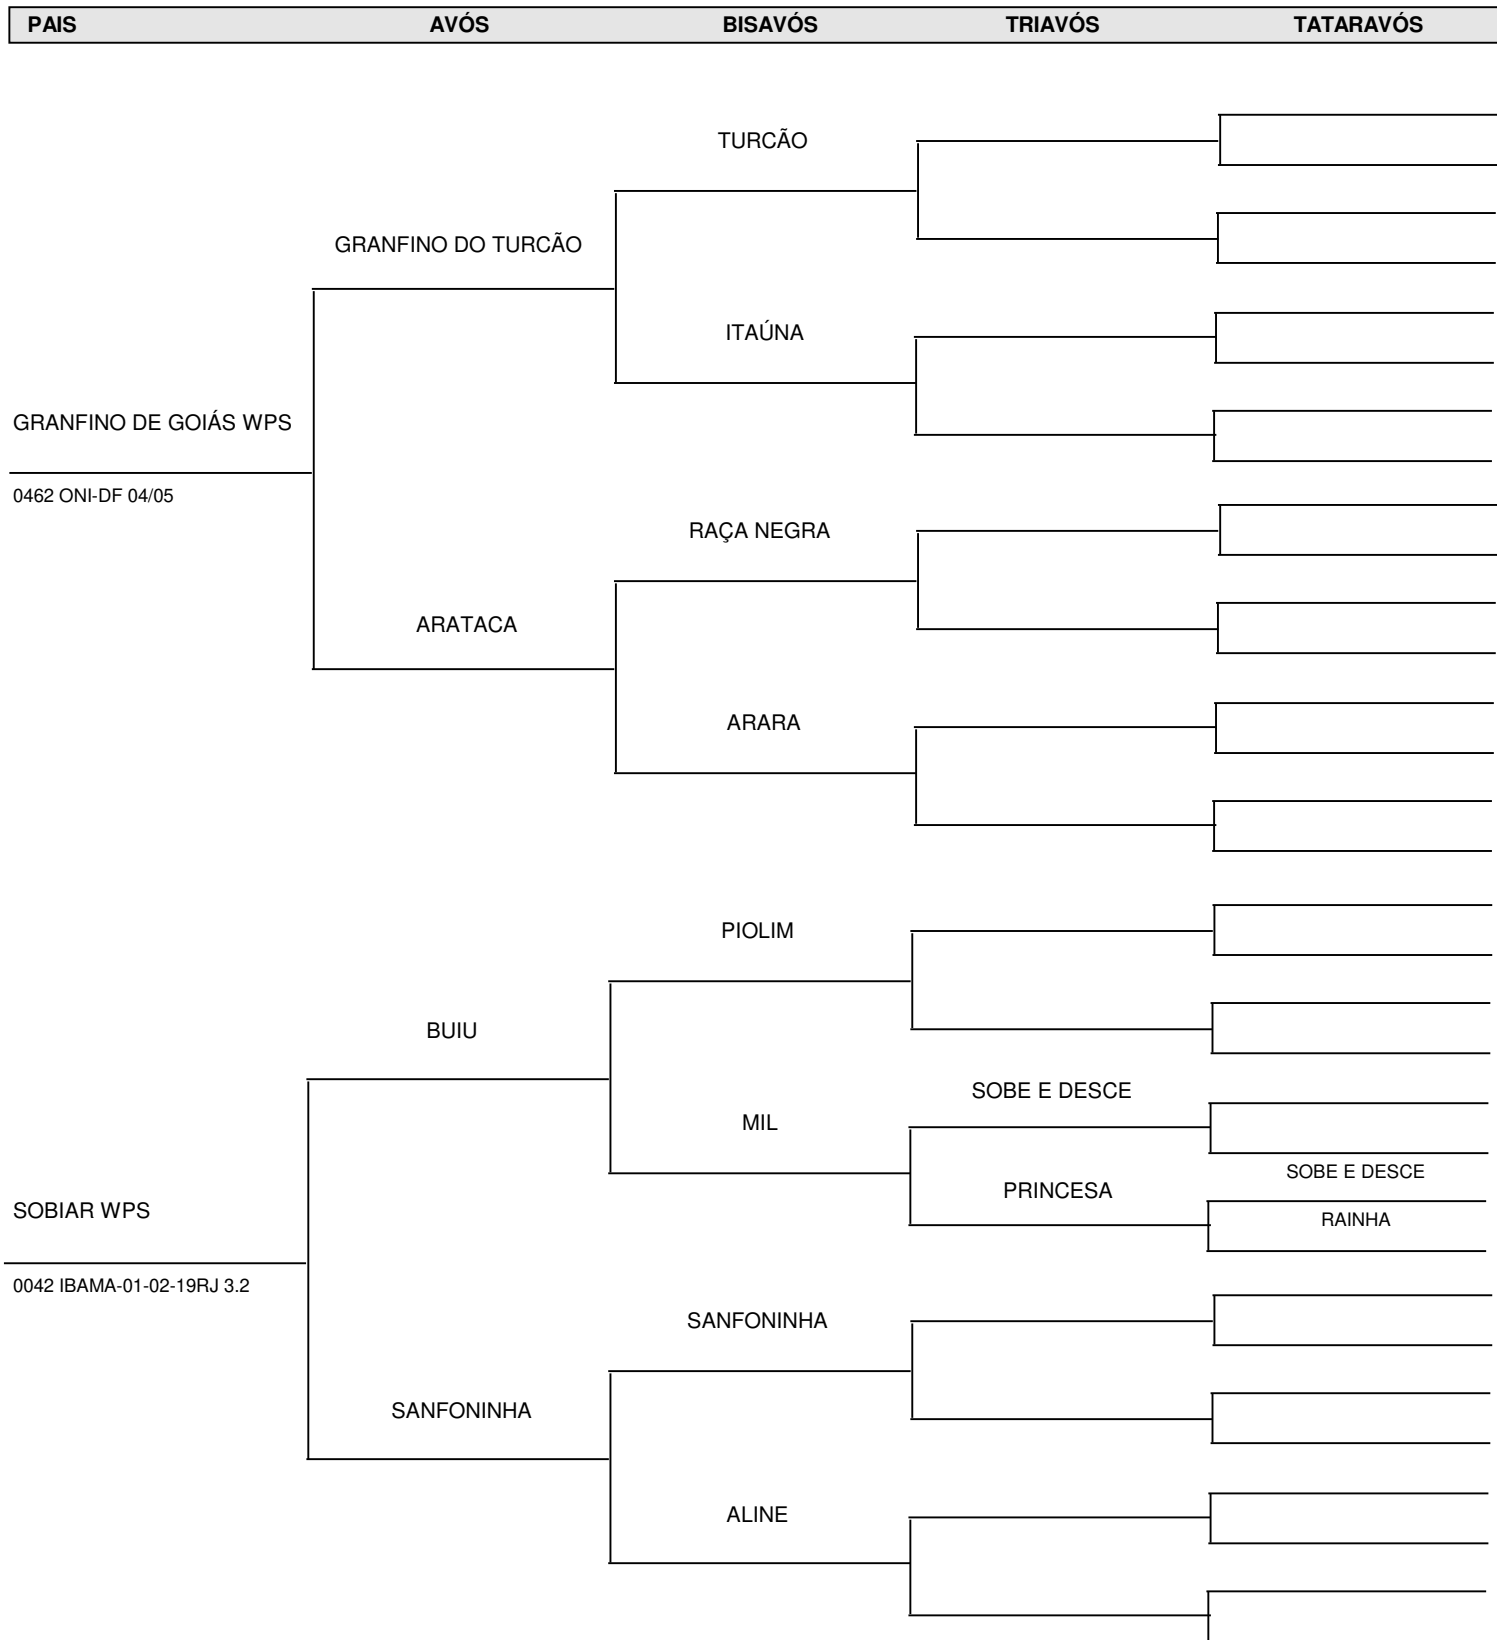 PAIS AVÓS BISAVÓS TRIAVÓS TATARAVÓS
TURCÃO
GRANFINO DO TURCÃO
ITAÚNA
GRANFINO DE GOIÁS WPS
0462 ONI-DF 04/05
RAÇA NEGRA
ARATACA
ARARA
PIOLIM
BUIU
SOBE E DESCE
MIL
SOBE E DESCE
PRINCESA
SOBIAR WPS
RAINHA
0042 IBAMA-01-02-19RJ 3.2
SANFONINHA
SANFONINHA
ALINE